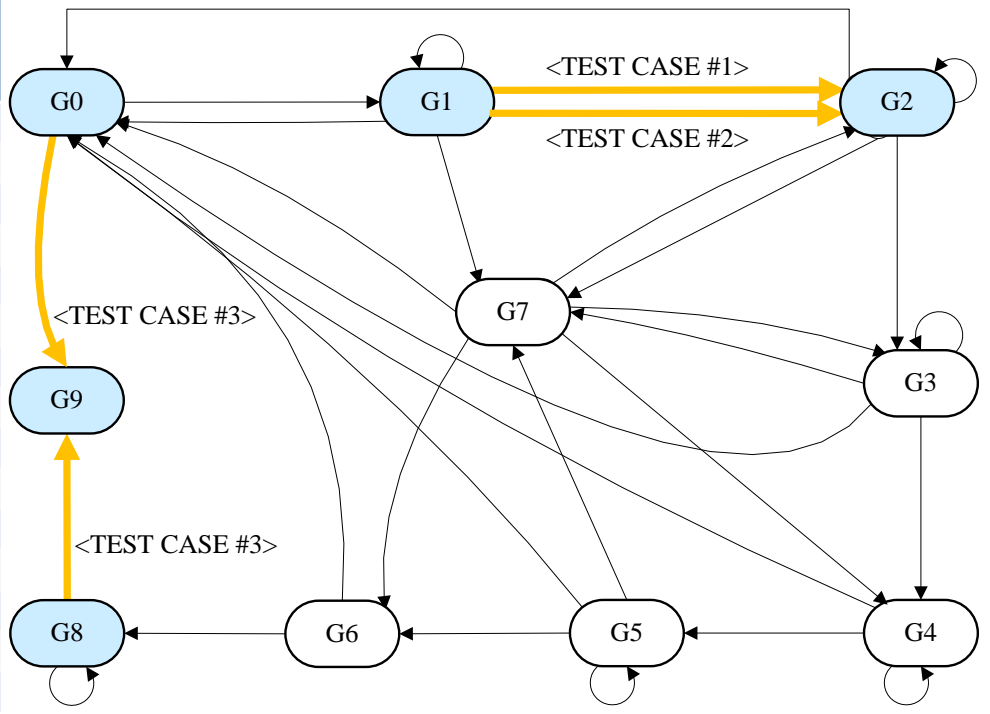 <TEST CASE #1>
G0
G1
G2
<TEST CASE #2>
G7
<TEST CASE #3>
G3
G9
<TEST CASE #3>
G8
G6
G5
G4